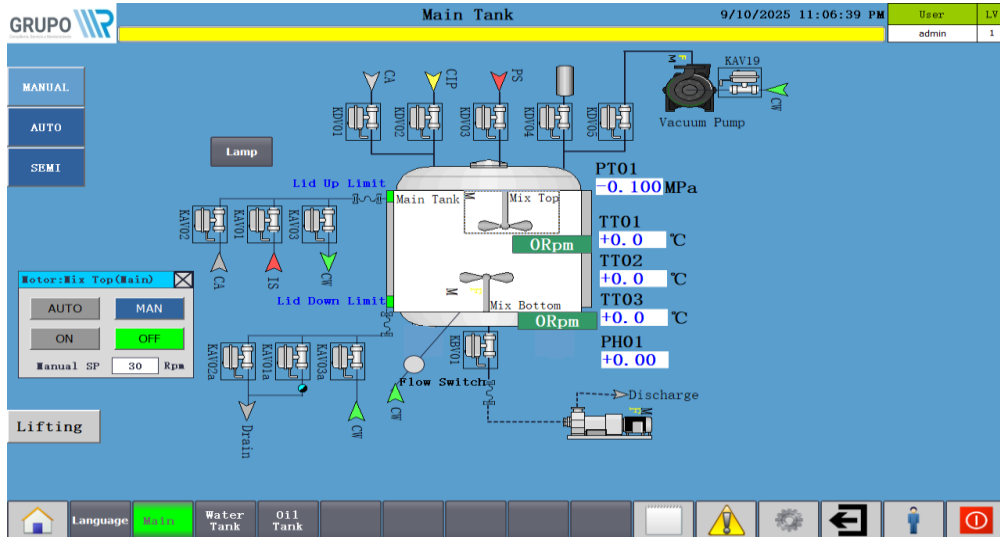 GRUPO WR
Main Tank
9/10/2025 11:06:39 PM
User
LV
admin
1
MANUAL
AUTO
SEMI
Lamp
CA
CIP
PS
KDV01
KDV02
KDV03
KDV04
KDV05
M
F
KAV19
CW
Vacuum Pump
Lid Up Limit
Main Tank
M
Mix Top
0Rpm
PT01
-0.100 MPa
TT01
+0.0 ℃
TT02
+0.0 ℃
TT03
+0.0 ℃
PH01
+0.00
KAV02
KAV01
KAV03
CA
IS
CW
Lid Down Limit
M
F
Mix Bottom
0Rpm
Motor:Mix Top(Main)
AUTO
MAN
ON
OFF
Manual SP
30
Rpm
KAV02a
KAV01a
KAV03a
KBV01
Flow Switch
Drain
CW
CW
Discharge
M
F
Lifting
Language
Main
Water Tank
Oil Tank